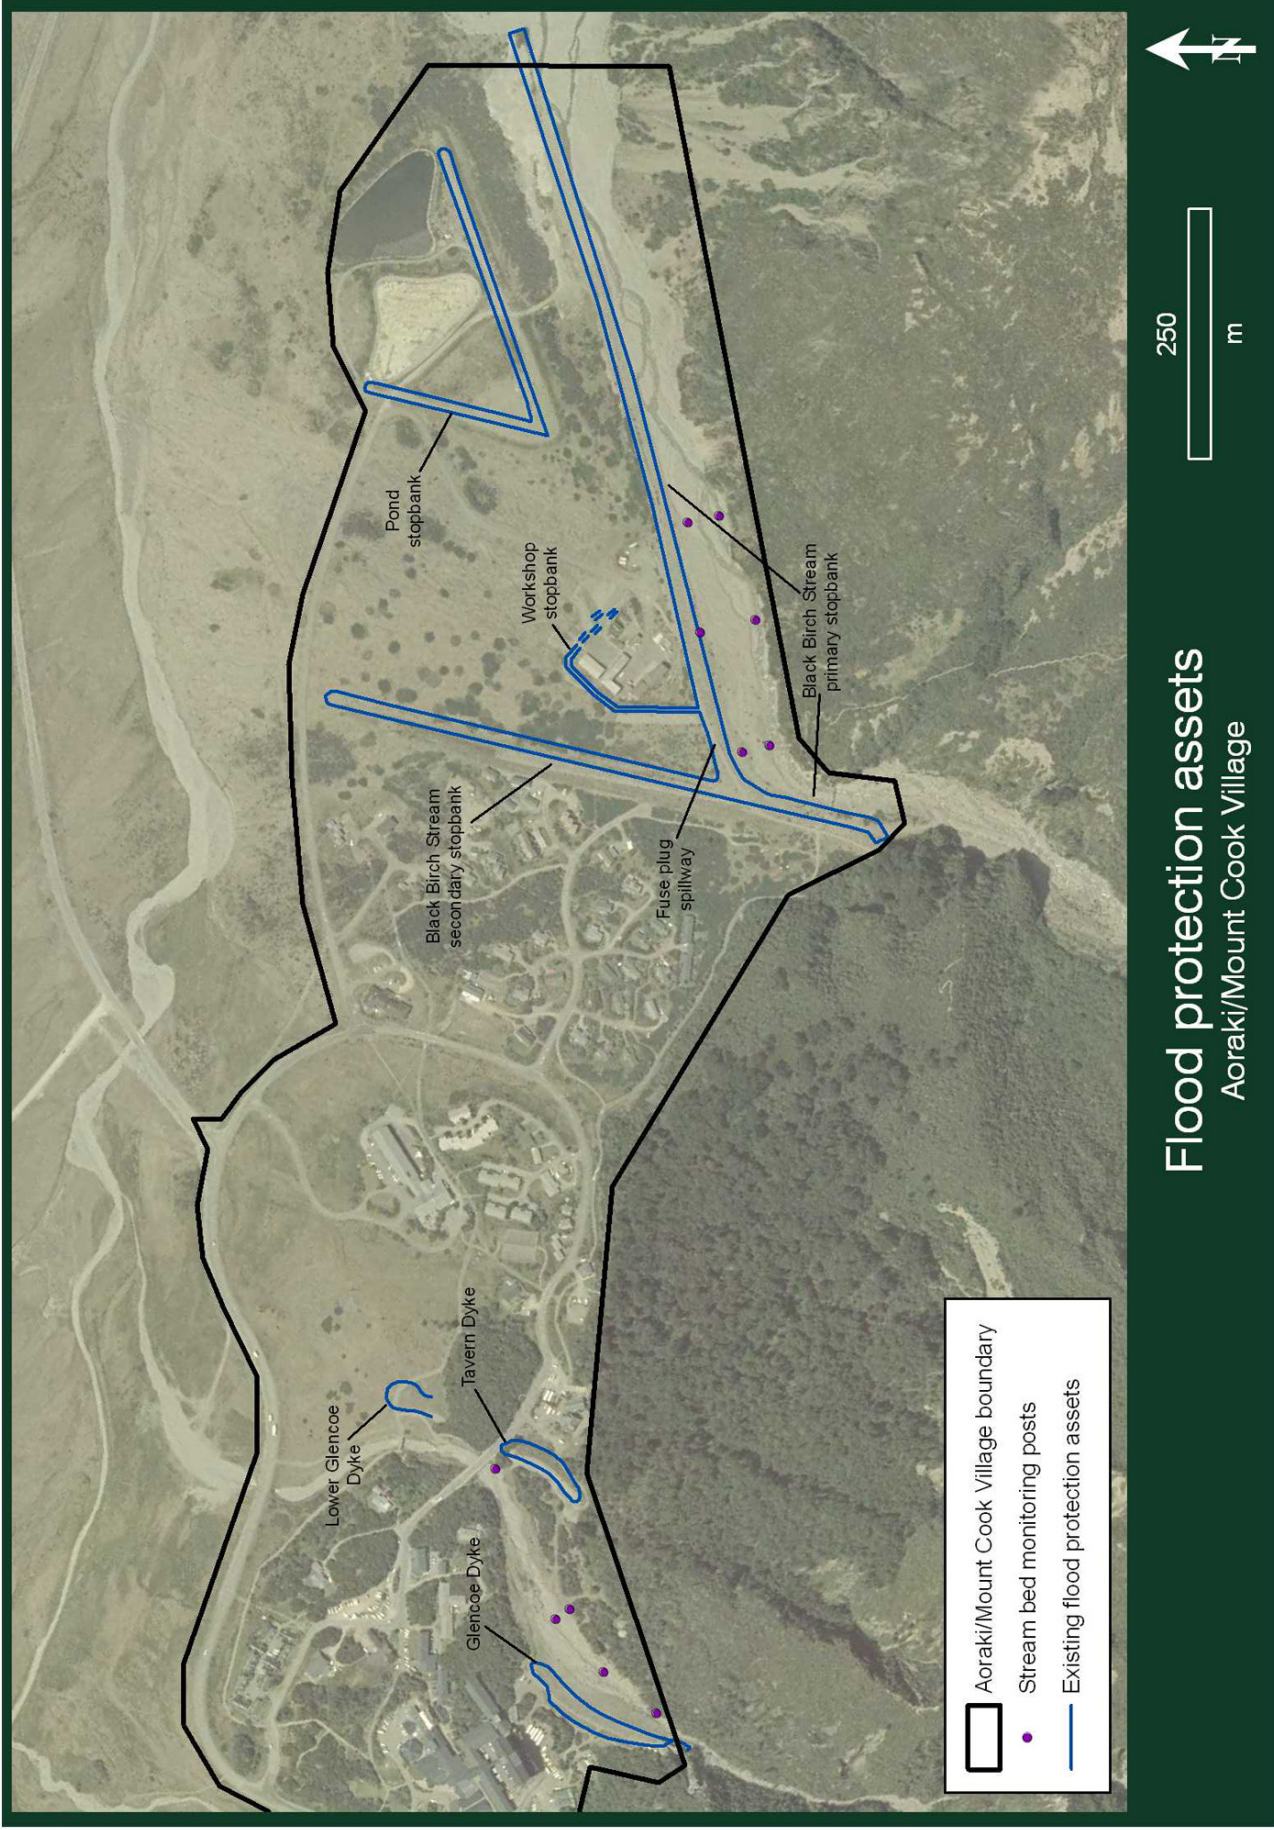 Pond
stopbank
Workshop
stopbank
Black Birch Stream
primary stopbank
Black Birch Stream
secondary stopbank
Fuse plug
spillway
Tavern Dyke
Lower Glencoe
Dyke
Glencoe Dyke
Aoraki/Mount Cook Village boundary
Stream bed monitoring posts
Existing flood protection assets
Flood protection assets
Aoraki/Mount Cook Village
250
m
N